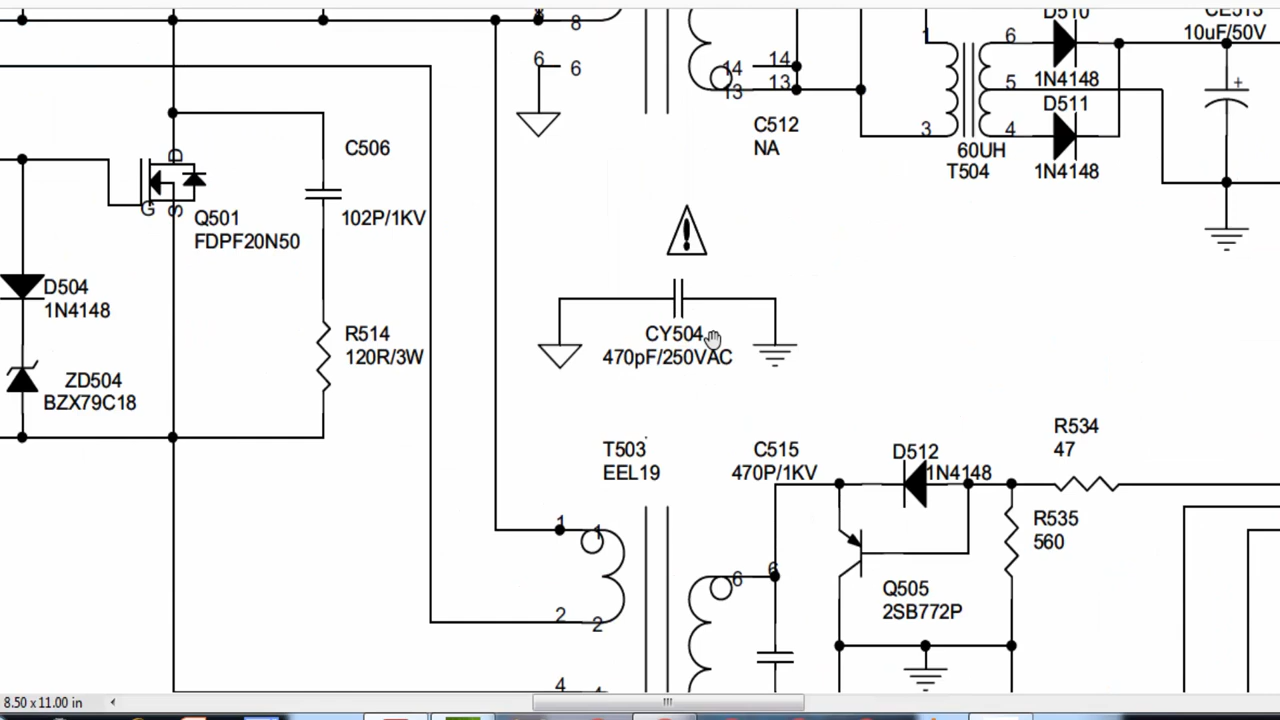 8
8
6
6
14
14
13
13
C512
NA
1
3
6
5
4
D510
1N4148
D511
1N4148
60UH
T504
CE513
10uF/50V
+
D
G
S
Q501
FDPF20N50
C506
102P/1KV
D504
1N4148
R514
120R/3W
ZD504
BZX79C18
!
CY504
470pF/250VAC
T503
EEL19
C515
470P/1KV
D512
1N4148
R534
47
R535
560
Q505
2SB772P
1
1
2
2
6
6
4
8.50 x 11.00 in